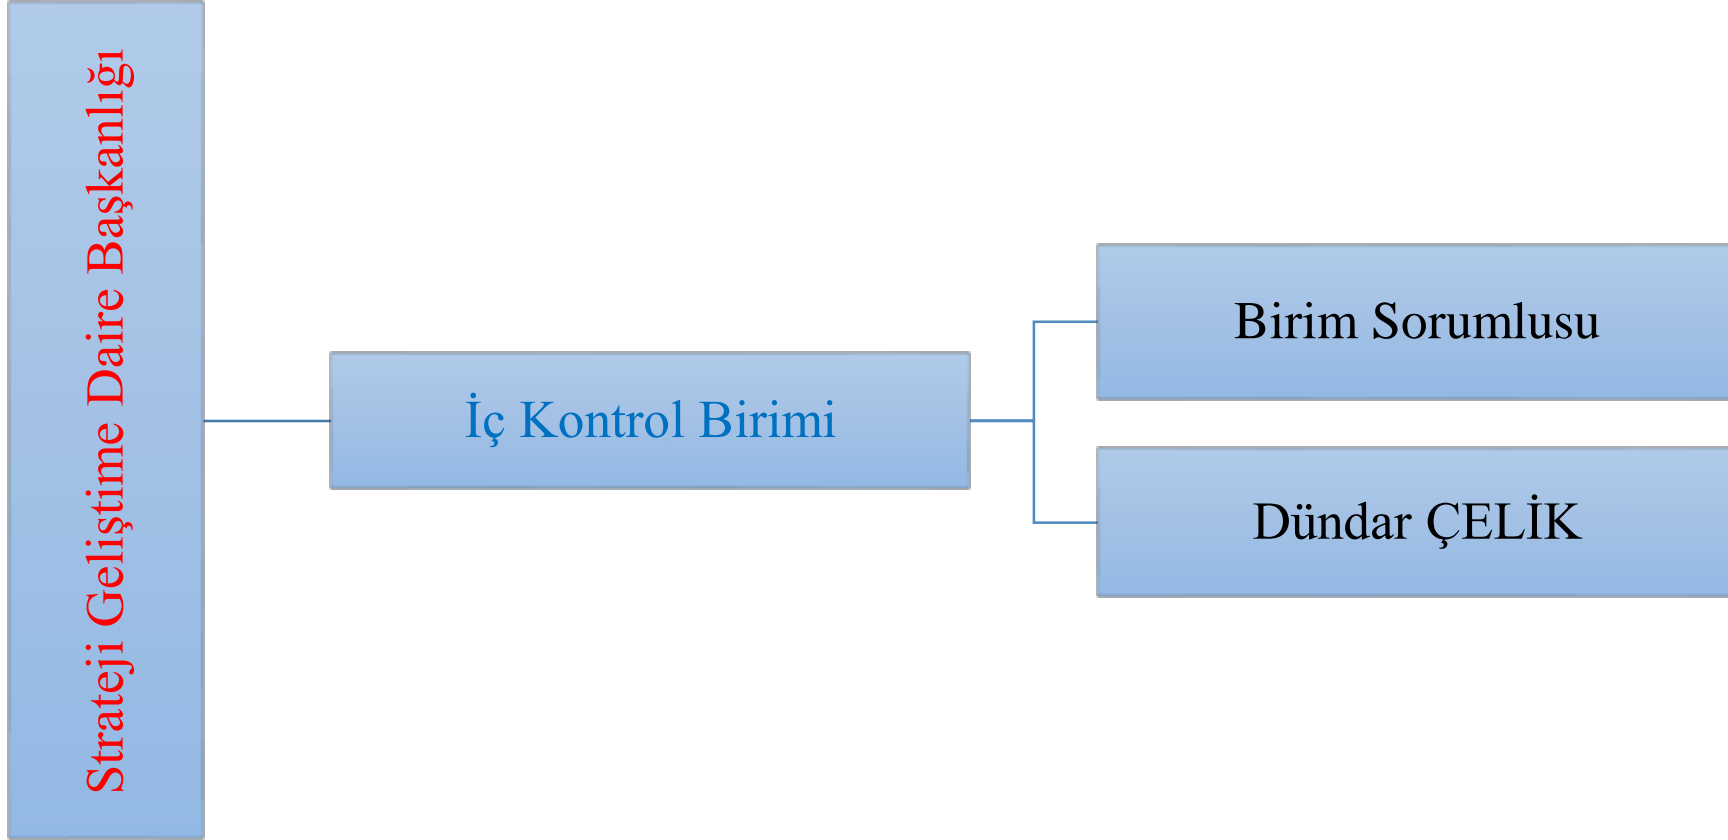 Strateji Geliştime Daire Başkanlığı
İç Kontrol Birimi
Birim Sorumlusu
Dündar ÇELİK